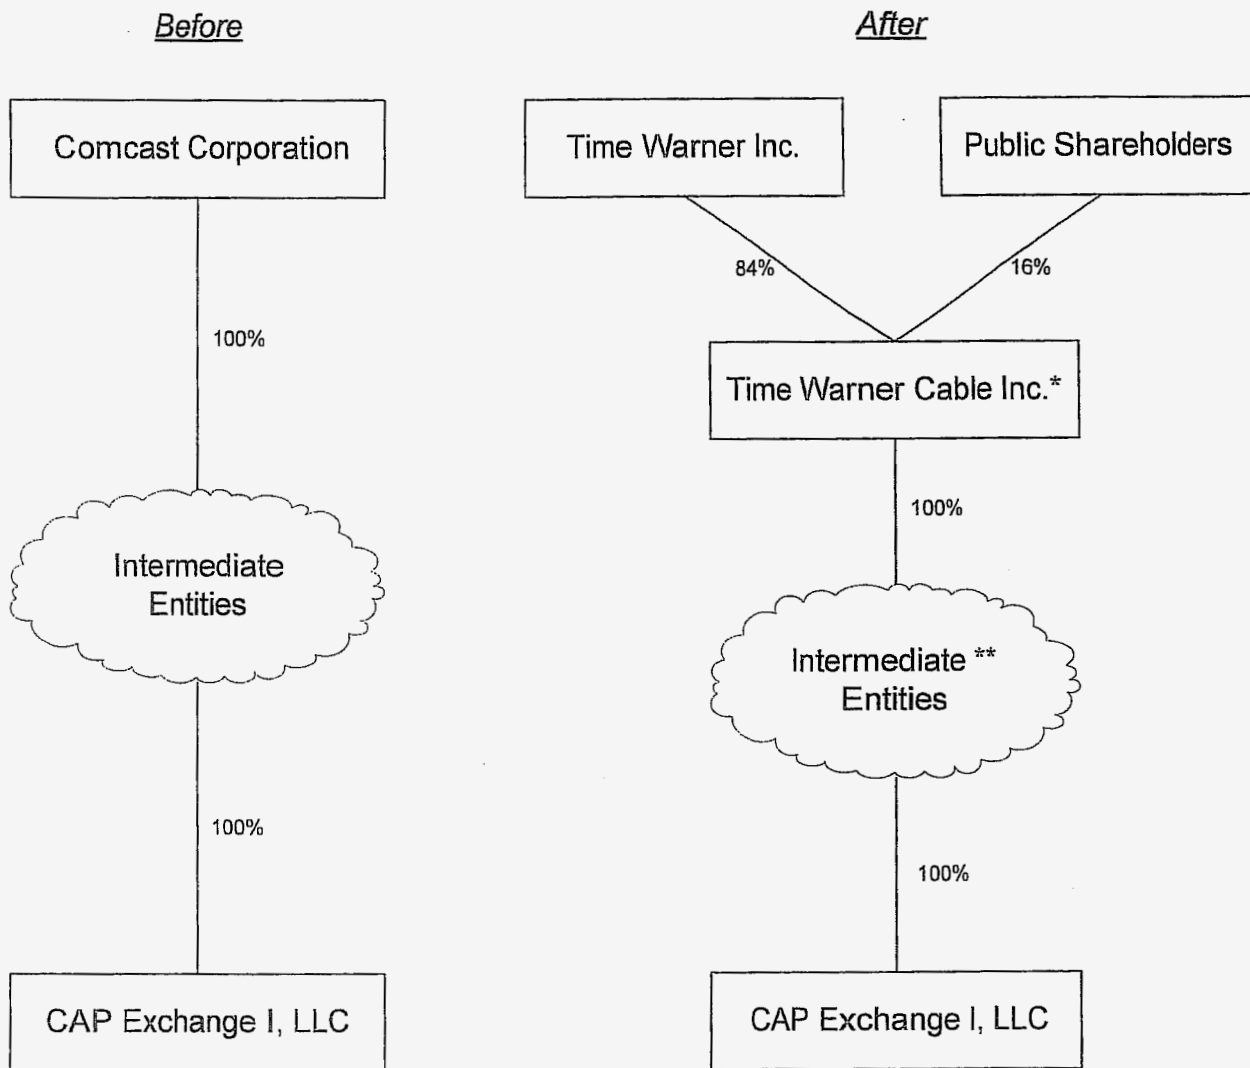 Before
Comcast Corporation
100%
Intermediate
Entities
100%
CAP Exchange I, LLC
After
Time Warner Inc.
Public Shareholders
84%
16%
Time Warner Cable Inc.*
100%
Intermediate **
Entities
100%
CAP Exchange I, LLC